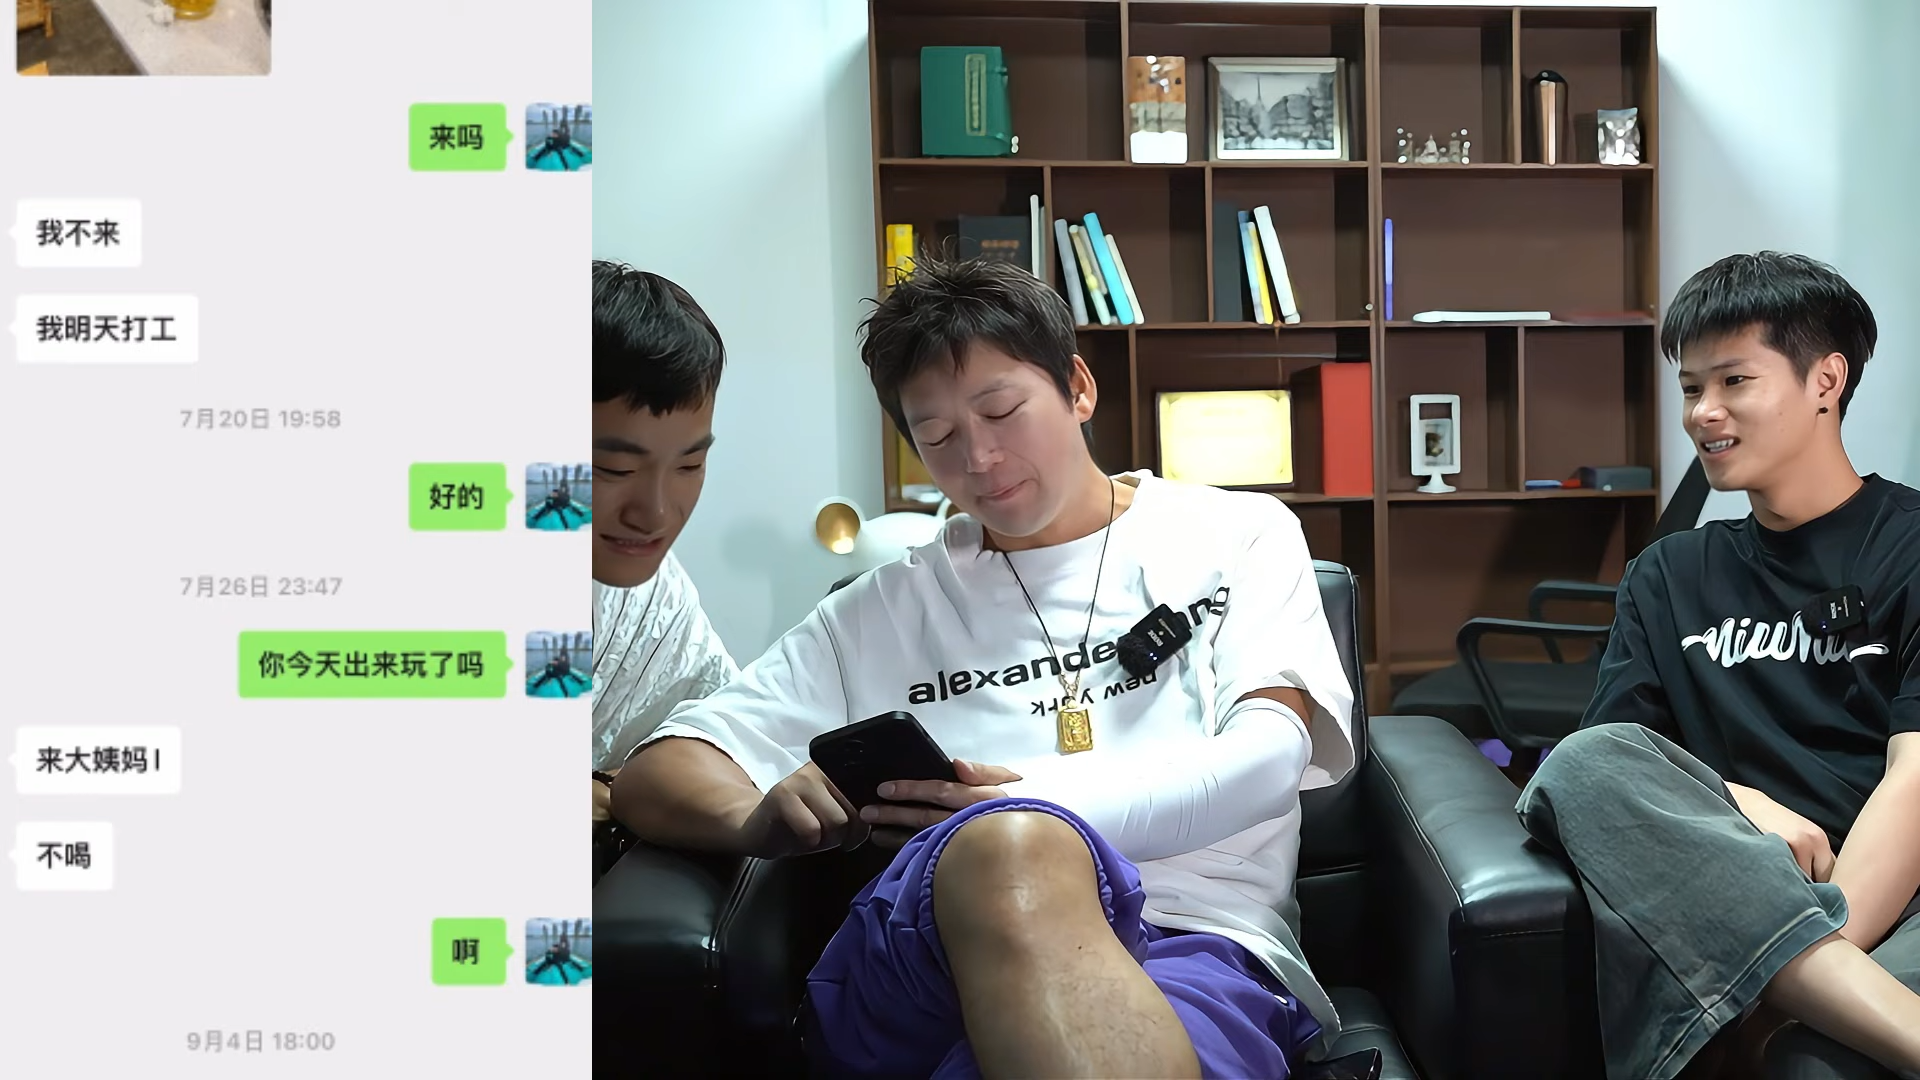 来吗
我不来
我明天打工
7月20日 19:58
好的
7月26日 23:47
你今天出来玩了吗
来大姨妈I
不喝
啊
9月4日 18:00
alexande
new york